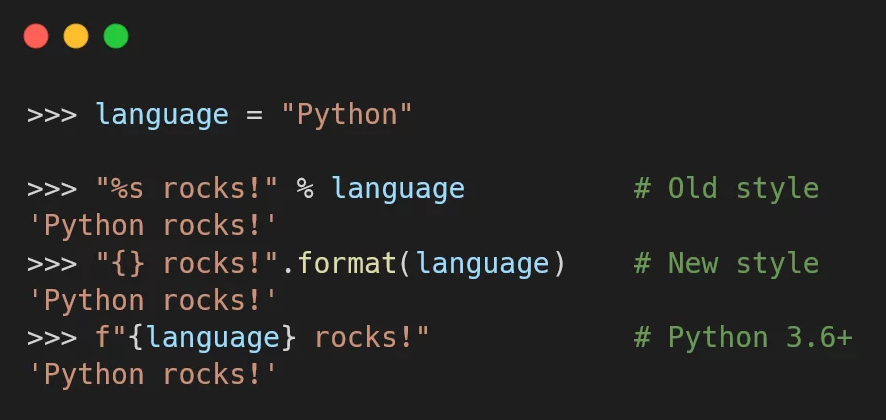 >>> language = "Python"
>>> "%s rocks!" % language # Old style
'Python rocks!'
>>> "{} rocks!".format(language) # New style
'Python rocks!'
>>> f"{language} rocks!" # Python 3.6+
'Python rocks!'